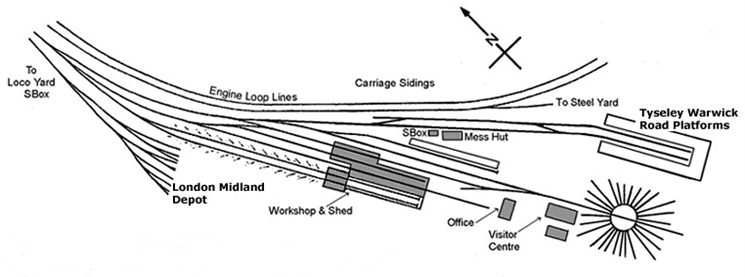 N
To
Loco Yard
SBox
Engine Loop Lines
Carriage Sidings
To Steel Yard
Tyseley Warwick
Road Platforms
SBox
Mess Hut
London Midland
Depot
Workshop & Shed
Office
Visitor
Centre